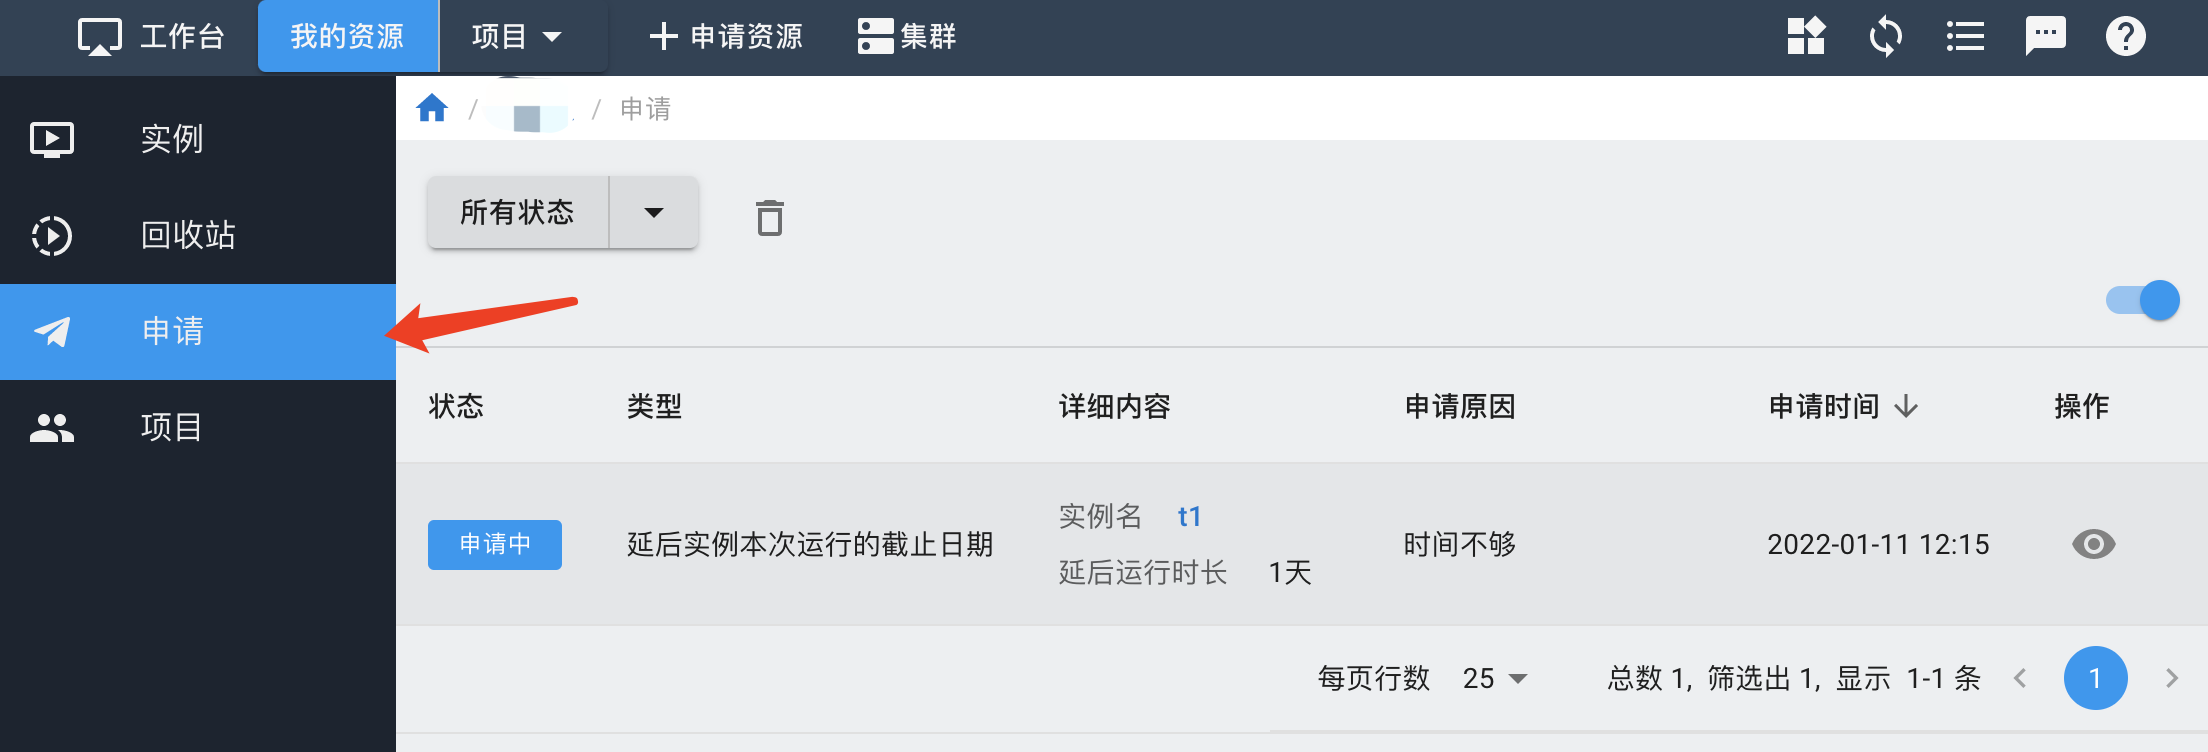 工作台 我的资源 项目 申请资源 集群
/ / 申请
实例
回收站
申请
项目
所有状态
状态 类型 详细内容 申请原因 申请时间 操作
申请中 延后实例本次运行的截止日期 实例名 t1 时间不够 2022-01-11 12:15
延后运行时长 1天
每页行数 25 总数 1, 筛选出 1, 显示 1-1 条 1